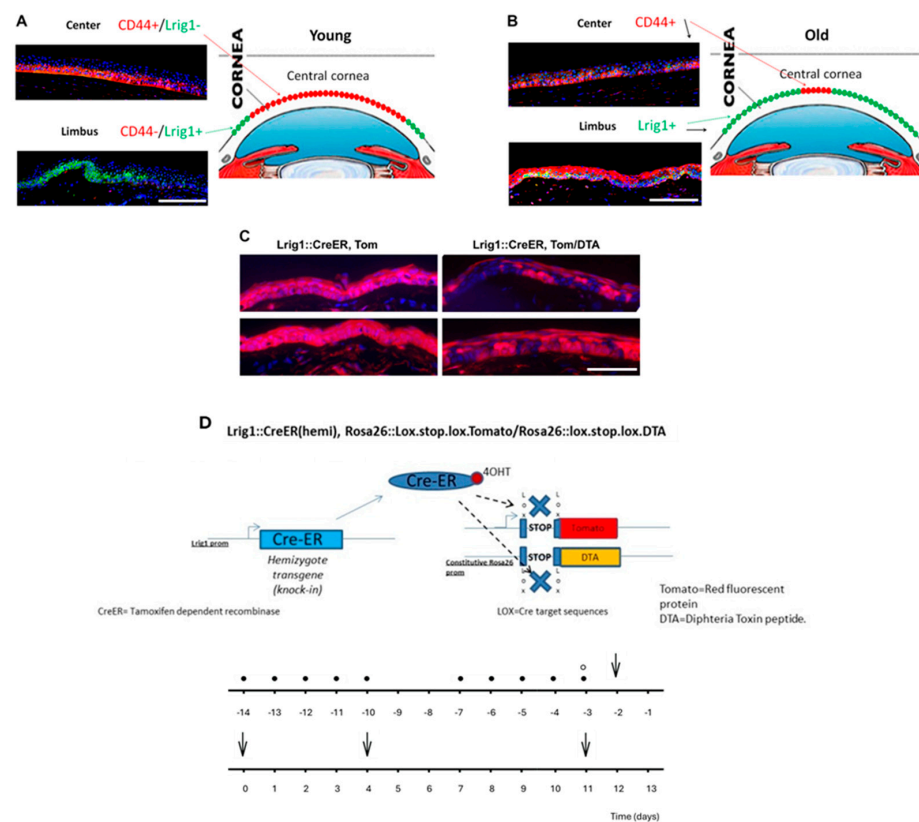 A
Center CD44+/Lrig1-
Young
CORNEA
Central cornea
Limbus CD44-/Lrig1+
B
Center CD44+
Old
CORNEA
Central cornea
Limbus Lrig1+
C
Lrig1::CreER, Tom
Lrig1::CreER, Tom/DTA
D
Lrig1::CreER(hemi), Rosa26::Lox.stop.lox.Tomato/Rosa26::lox.stop.lox.DTA
Cre-ER
4OHT
L O X
L O X
Lrig1 prom
Cre-ER
STOP
Tomato
Hemizygote
transgene
(knock-in)
Constitutive Rosa26
prom
STOP
DTA
L O X
L O X
CreER= Tamoxifen dependent recombinase
LOX=Cre target sequences
Tomato=Red fluorescent
protein
DTA=Diphteria Toxin peptide.
-14 -13 -12 -11 -10 -9 -8 -7 -6 -5 -4 -3 -2 -1
0 1 2 3 4 5 6 7 8 9 10 11 12 13
Time (days)